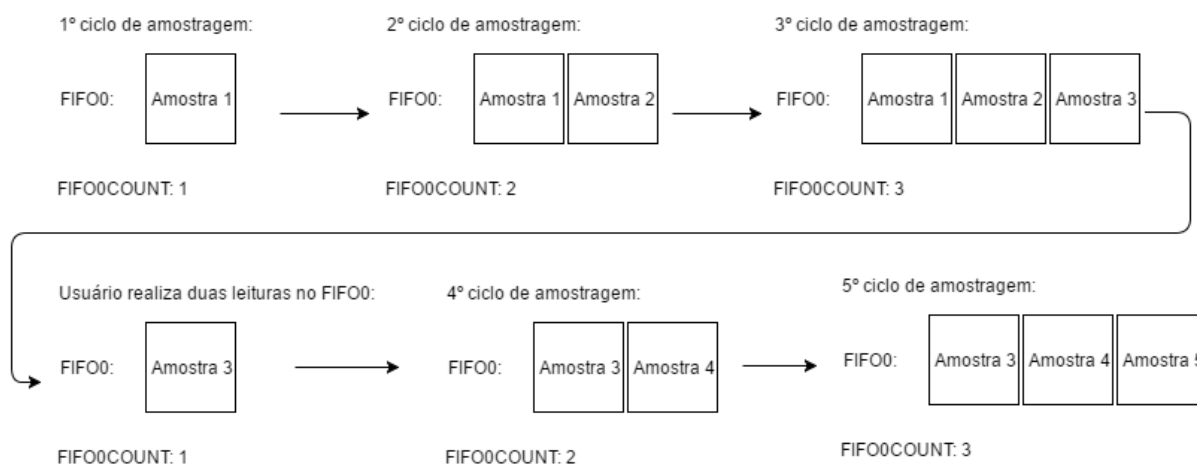 1º ciclo de amostragem:
2º ciclo de amostragem:
3º ciclo de amostragem:
FIFO0:
Amostra 1
FIFO0:
Amostra 1
Amostra 2
FIFO0:
Amostra 1
Amostra 2
Amostra 3
FIFO0COUNT: 1
FIFO0COUNT: 2
FIFO0COUNT: 3
Usuário realiza duas leituras no FIFO0:
4º ciclo de amostragem:
5º ciclo de amostragem:
FIFO0:
Amostra 3
FIFO0:
Amostra 3
Amostra 4
FIFO0:
Amostra 3
Amostra 4
Amostra 5
FIFO0COUNT: 1
FIFO0COUNT: 2
FIFO0COUNT: 3